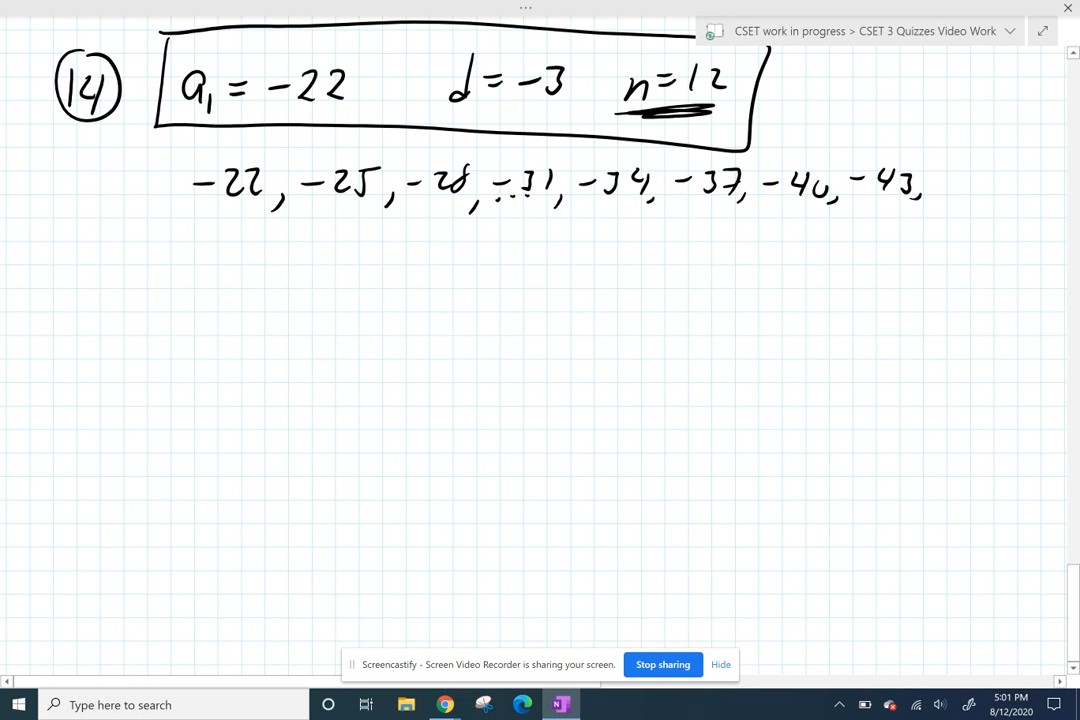 CSET work in progress > CSET 3 Quizzes Video Work
14 a₁ = -22 d = -3 n = 12
-22, -25, -28, -31, -34, -37, -40, -43,
Screencastify - Screen Video Recorder is sharing your screen. Stop sharing Hide
Type here to search
5:01 PM
8/12/2020